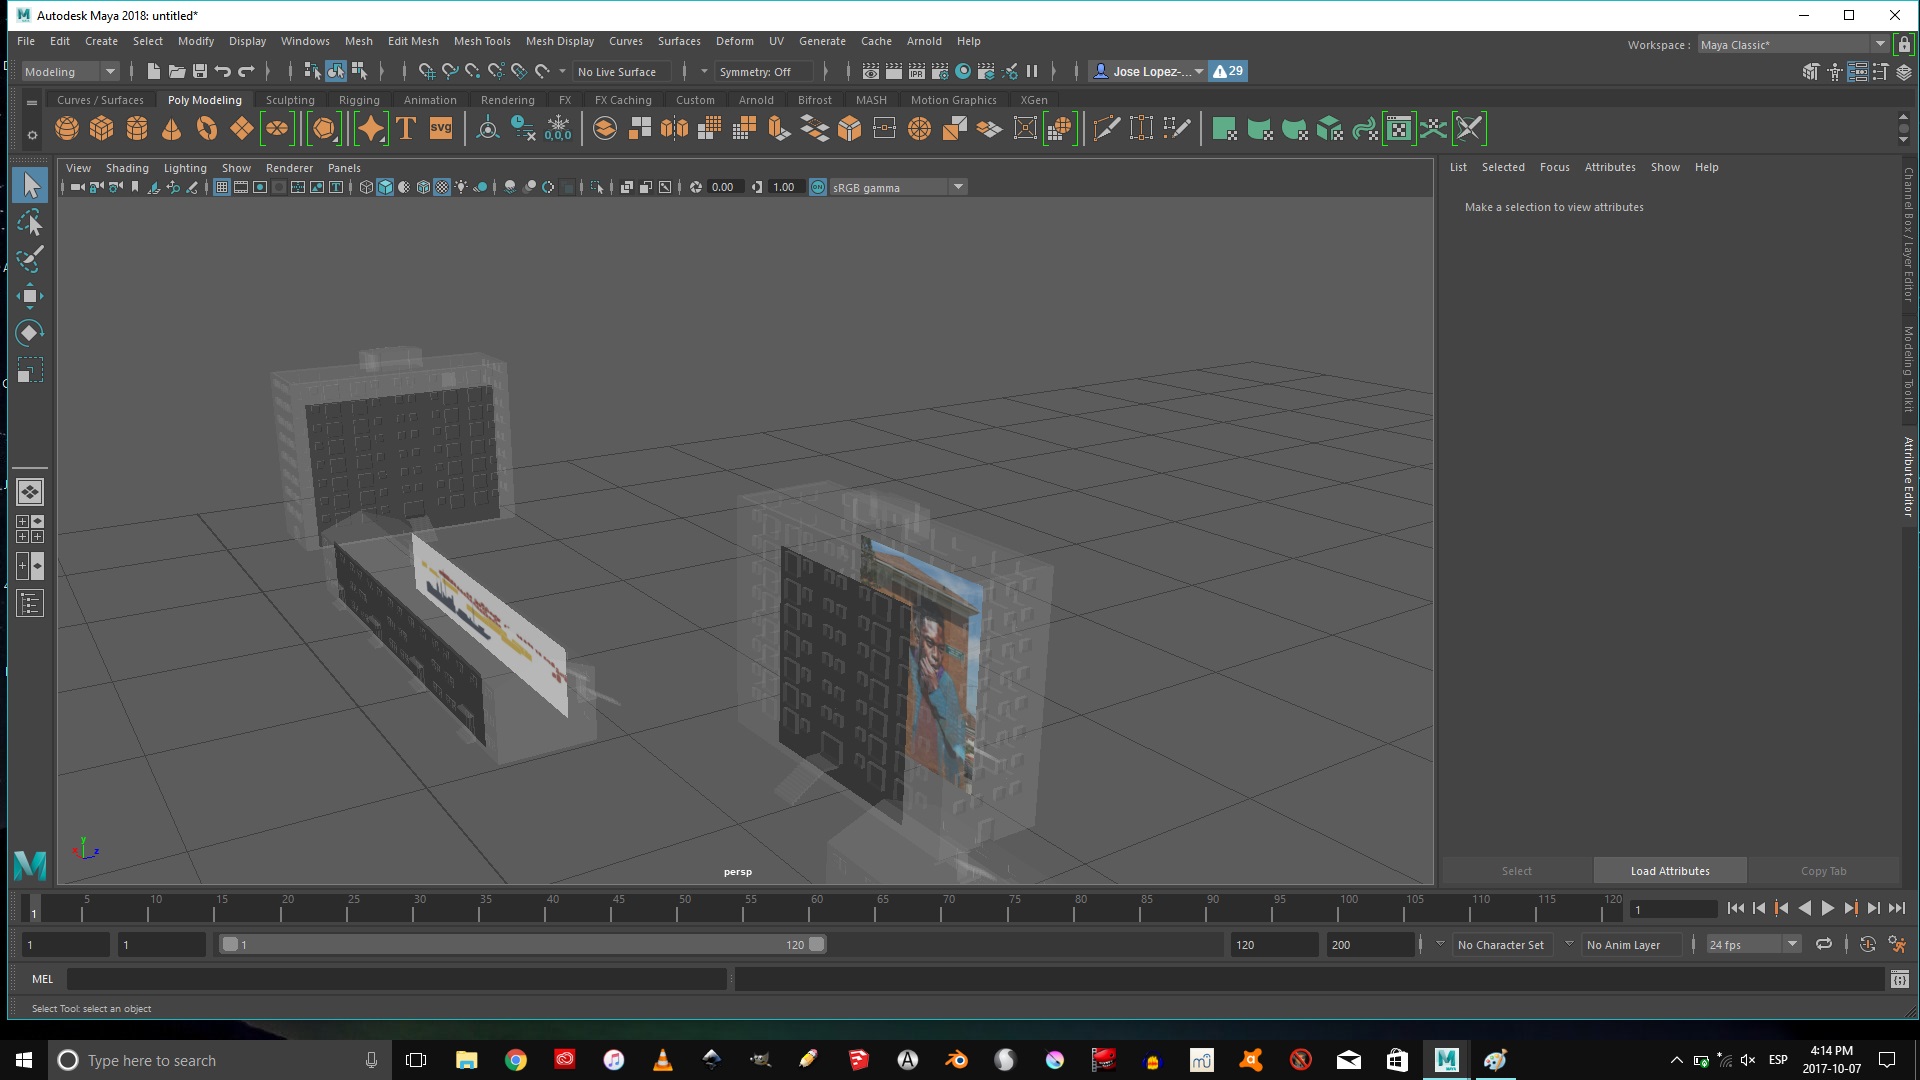 Autodesk Maya 2018: untitled*
File Edit Create Select Modify Display Windows Mesh Edit Mesh Mesh Tools Mesh Display Curves Surfaces Deform UV Generate Cache Arnold Help
Workspace : Maya Classic*
Modeling No Live Surface Symmetry: Off IPR Jose Lopez-... 29
Curves / Surfaces Poly Modeling Sculpting Rigging Animation Rendering FX FX Caching Custom Arnold Bifrost MASH Motion Graphics XGen
T svg 0,0,0
View Shading Lighting Show Renderer Panels
0.00 1.00 ON sRGB gamma
List Selected Focus Attributes Show Help
Make a selection to view attributes
Channel Box / Layer Editor
Modeling Toolkit
Attribute Editor
y
x z
persp
Select Load Attributes Copy Tab
1 5 10 15 20 25 30 35 40 45 50 55 60 65 70 75 80 85 90 95 100 105 110 115 120 1
1 1 1 120 120 200 No Character Set No Anim Layer 24 fps
MEL
Select Tool: select an object
Type here to search
ESP
4:14 PM
2017-10-07